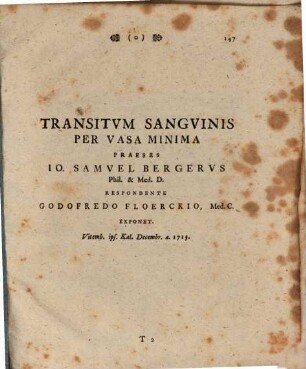 (o) 147
TRANSITVM SANGVINIS
PER VASA MINIMA
PRAESES
IO. SAMVEL BERGERVS
Phil. & Med. D.
RESPONDENTE
GODOFREDO FLOERCKIO, Med. C.
EXPONET.
Vitemb. ips. Kal. Decembr. a. 1713.
T 2